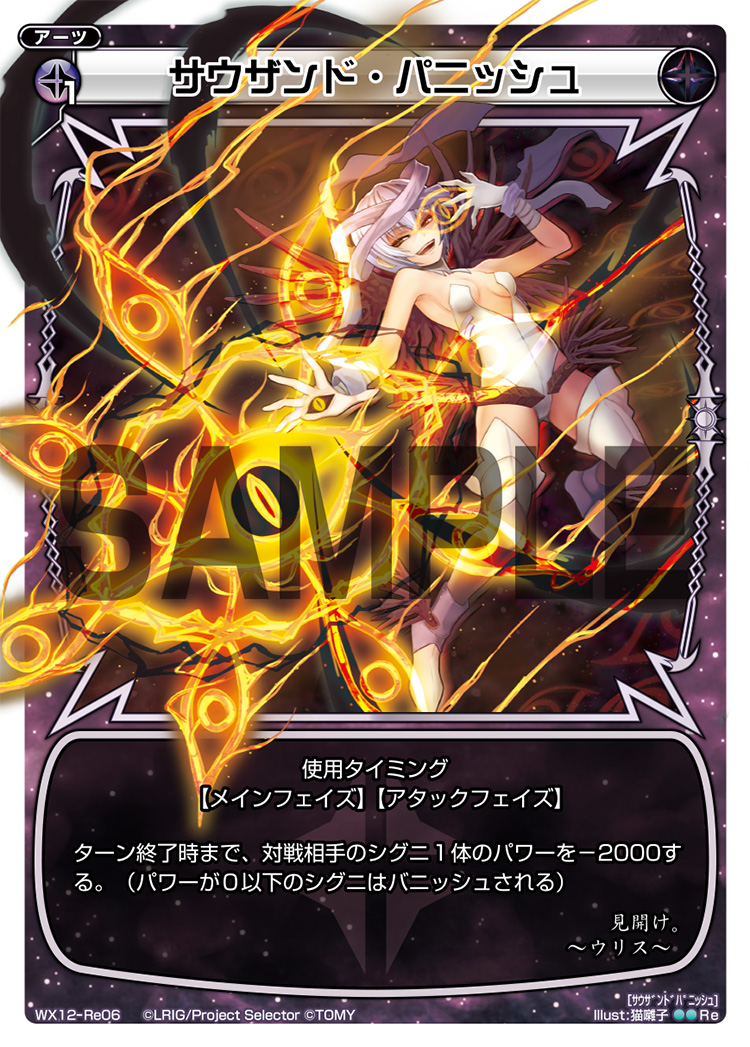 アーツ
サウザンド・パニッシュ
1
SAMPLE
使用タイミング
【メインフェイズ】【アタックフェイズ】
ターン終了時まで、対戦相手のシグニ１体のパワーを－2000す
る。（パワーが０以下のシグニはバニッシュされる）
見開け。
～ウリス～
[ｻｳｻﾞﾝﾄﾞﾊﾟﾆｯｼｭ]
WX12-Re06 ©LRIG/Project Selector ©TOMY Illust:猫囃子 Re